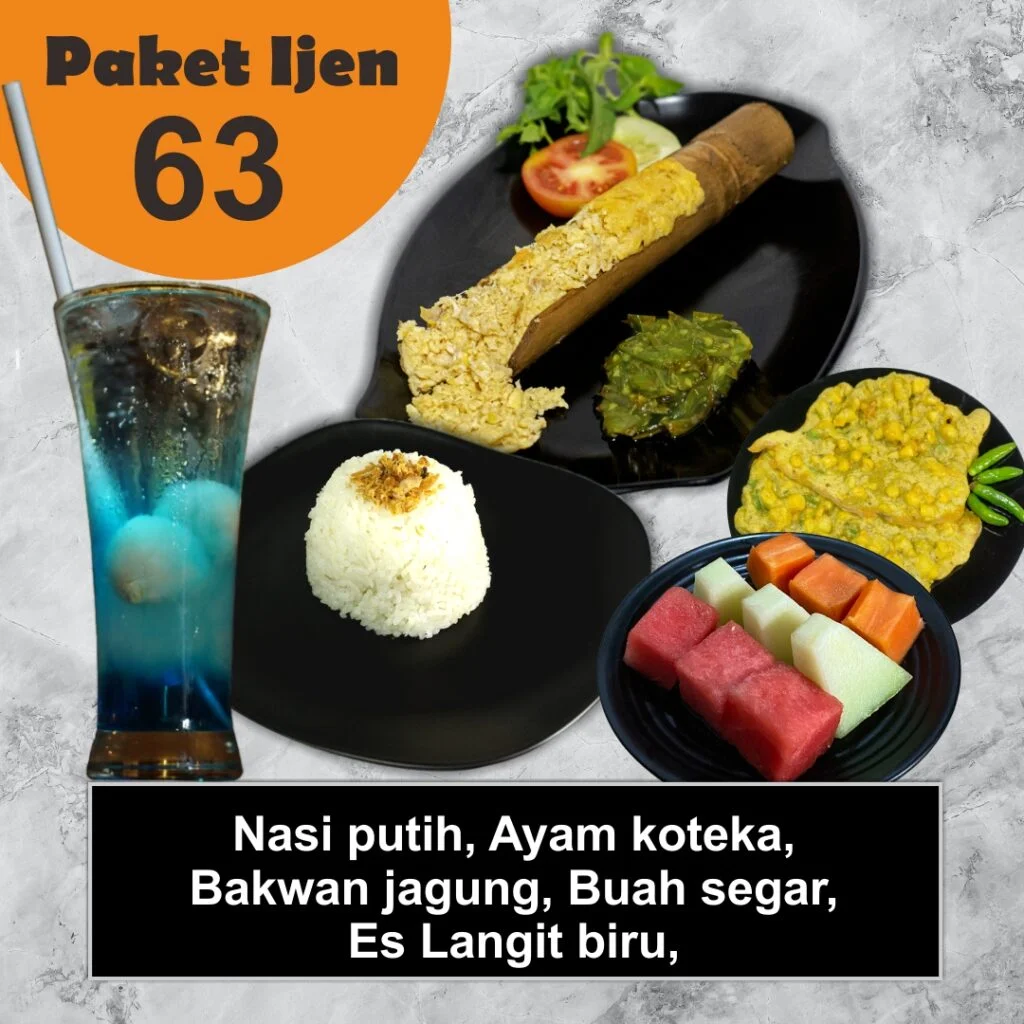 Paket Ijen
63
Nasi putih, Ayam koteka,
Bakwan jagung, Buah segar,
Es Langit biru,